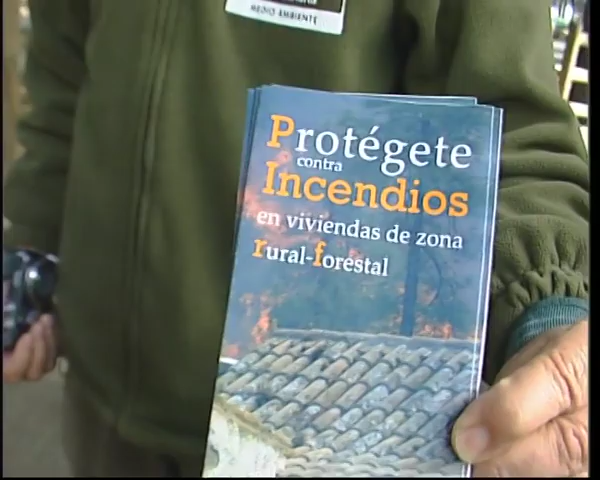 MEDIO AMBIENTE
Protégete
contra
Incendios
en viviendas de zona
rural-forestal